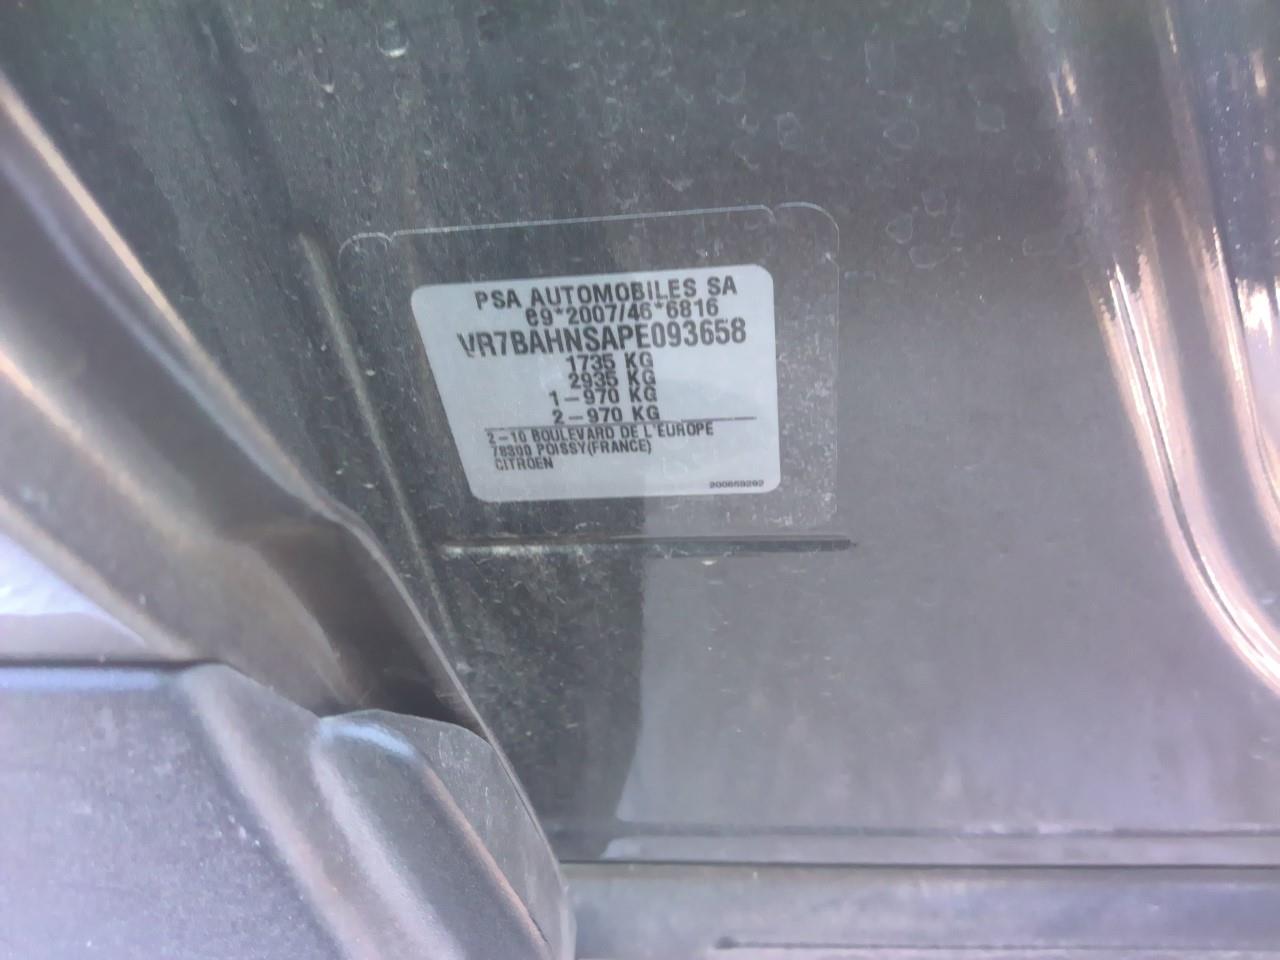 PSA AUTOMOBILES SA
e9*2007/46*6816
VR7BAHNSAPE093658
1735 KG
2935 KG
1-970 KG
2-970 KG
2-10 BOULEVARD DE L'EUROPE
78300 POISSY(FRANCE)
CITROEN